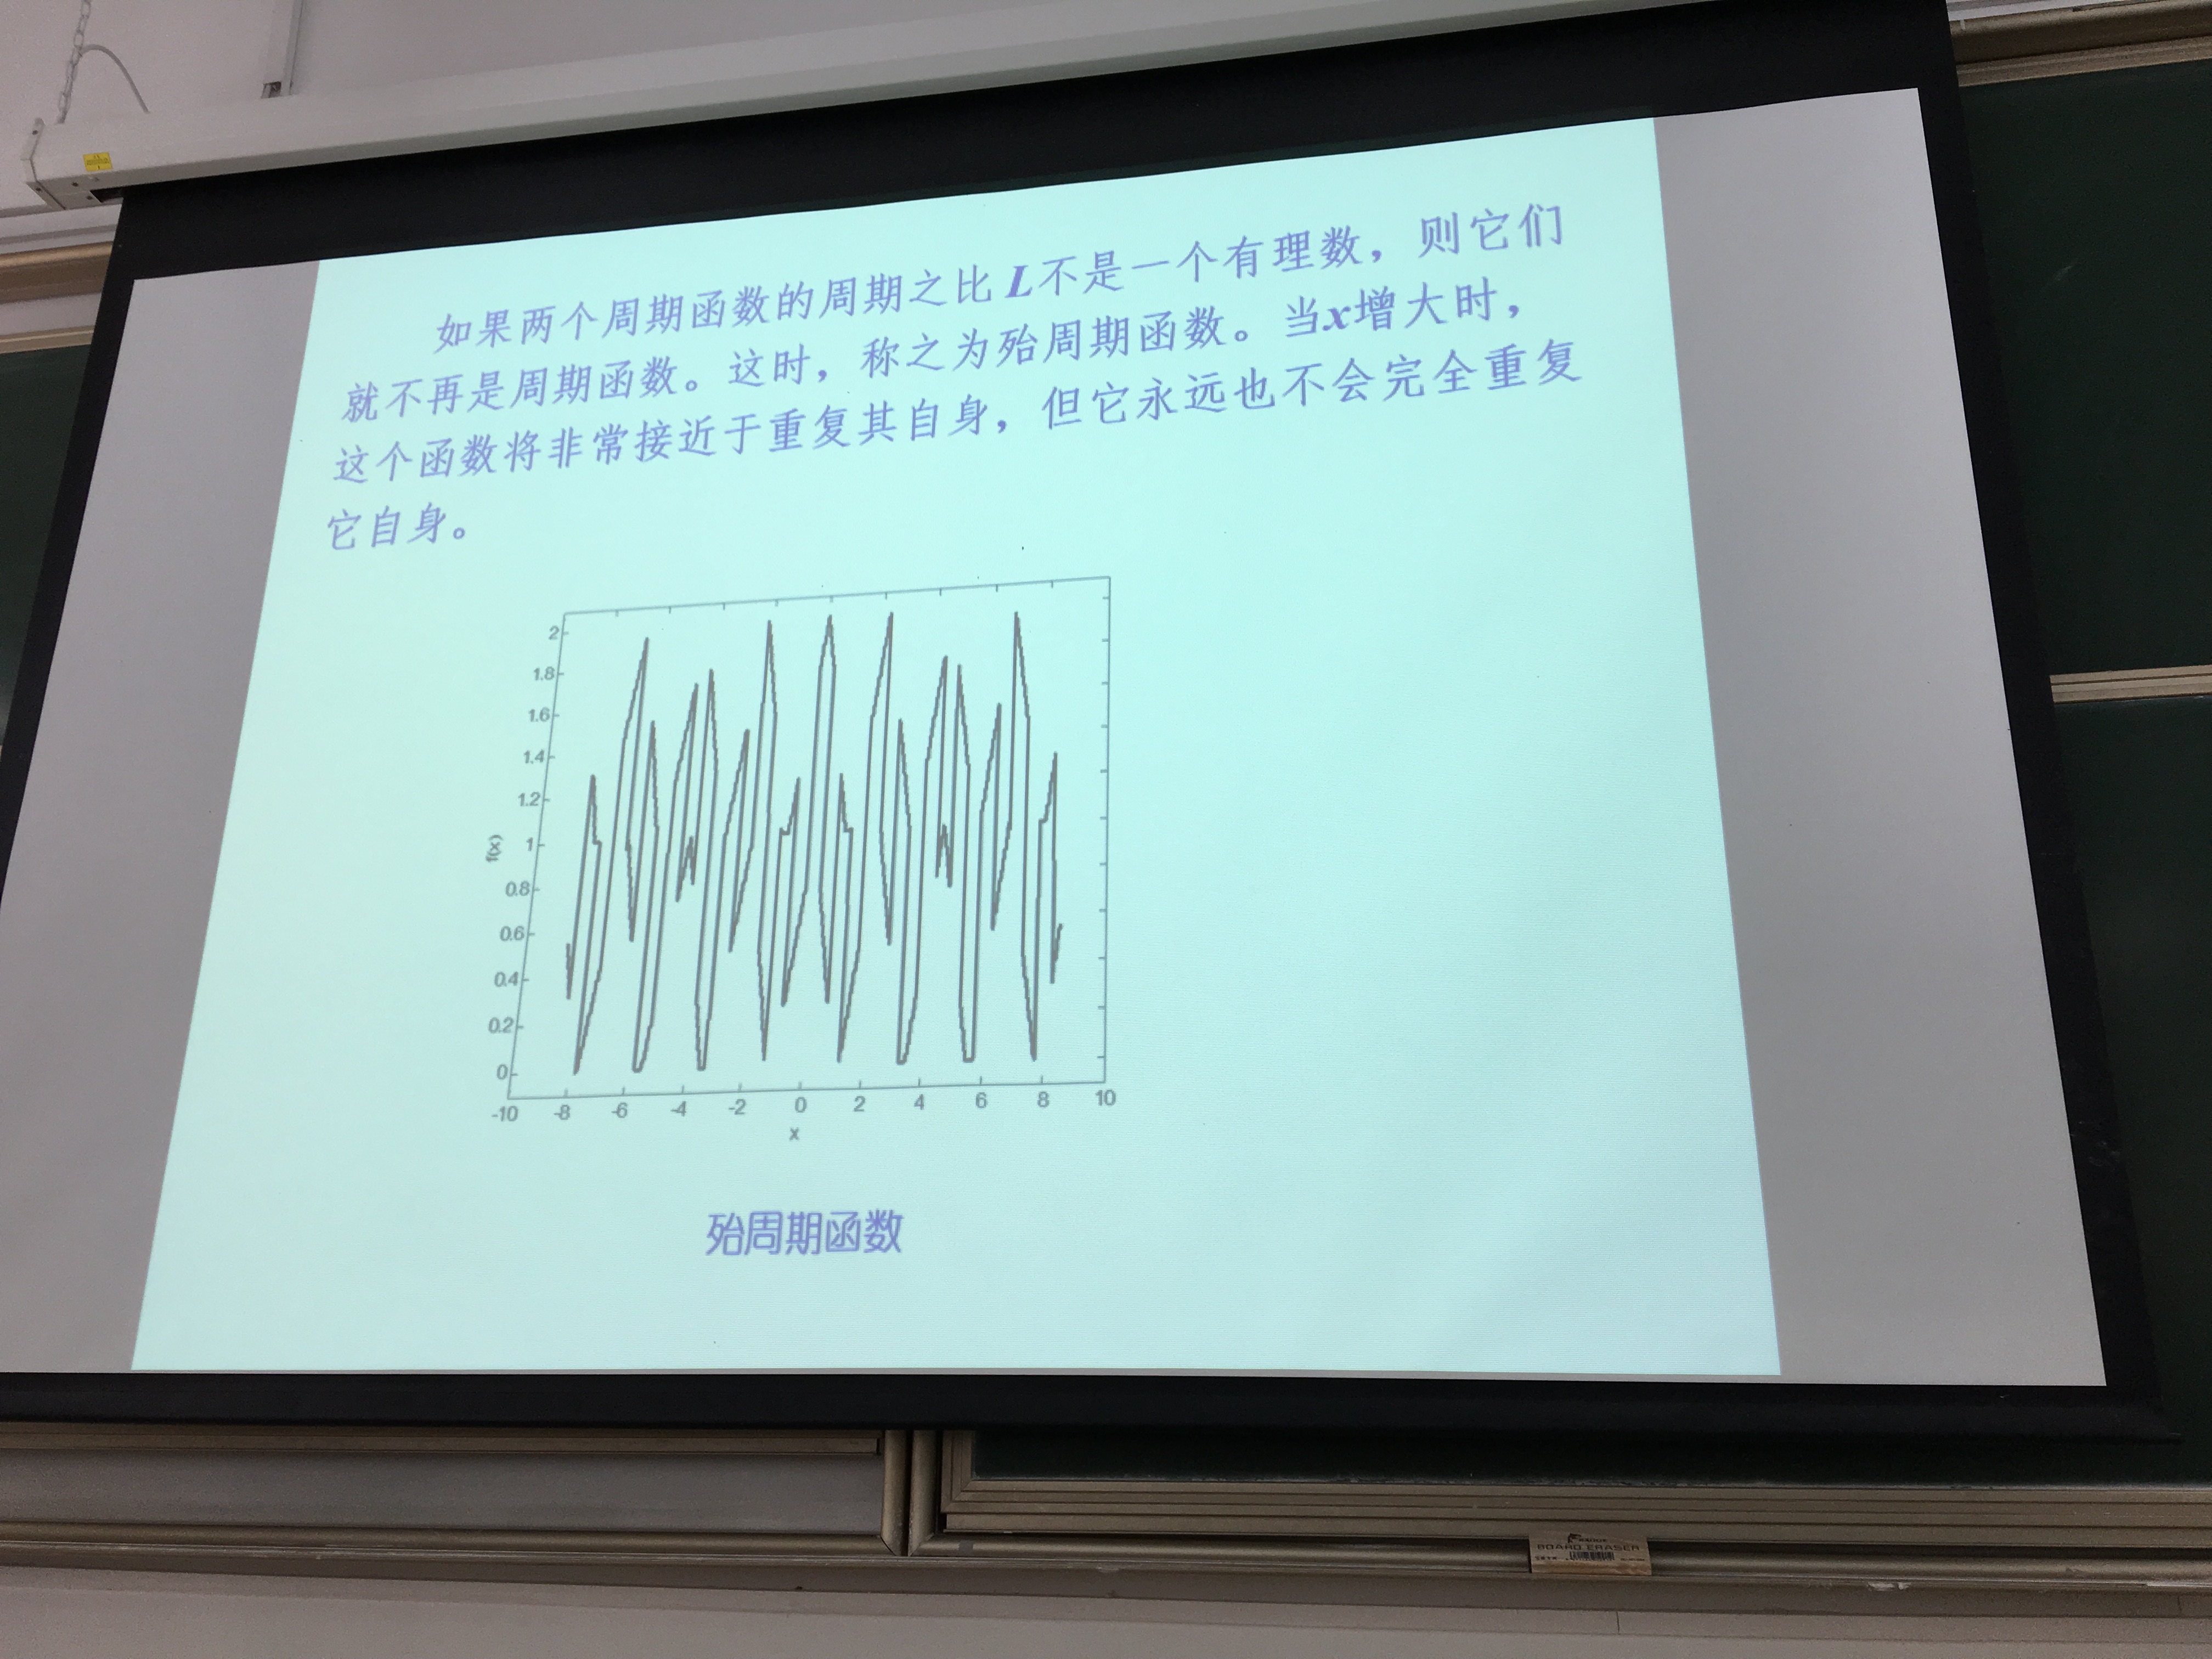 如果两个周期函数的周期之比L不是一个有理数，则它们
就不再是周期函数。这时，称之为殆周期函数。当x增大时，
这个函数将非常接近于重复其自身，但它永远也不会完全重复
它自身。
2
1.8
1.6
1.4
1.2
1
0.8
0.6
0.4
0.2
0
f(x)
-10 -8 -6 -4 -2 0 2 4 6 8 10
x
殆周期函数
BOARD ERASER